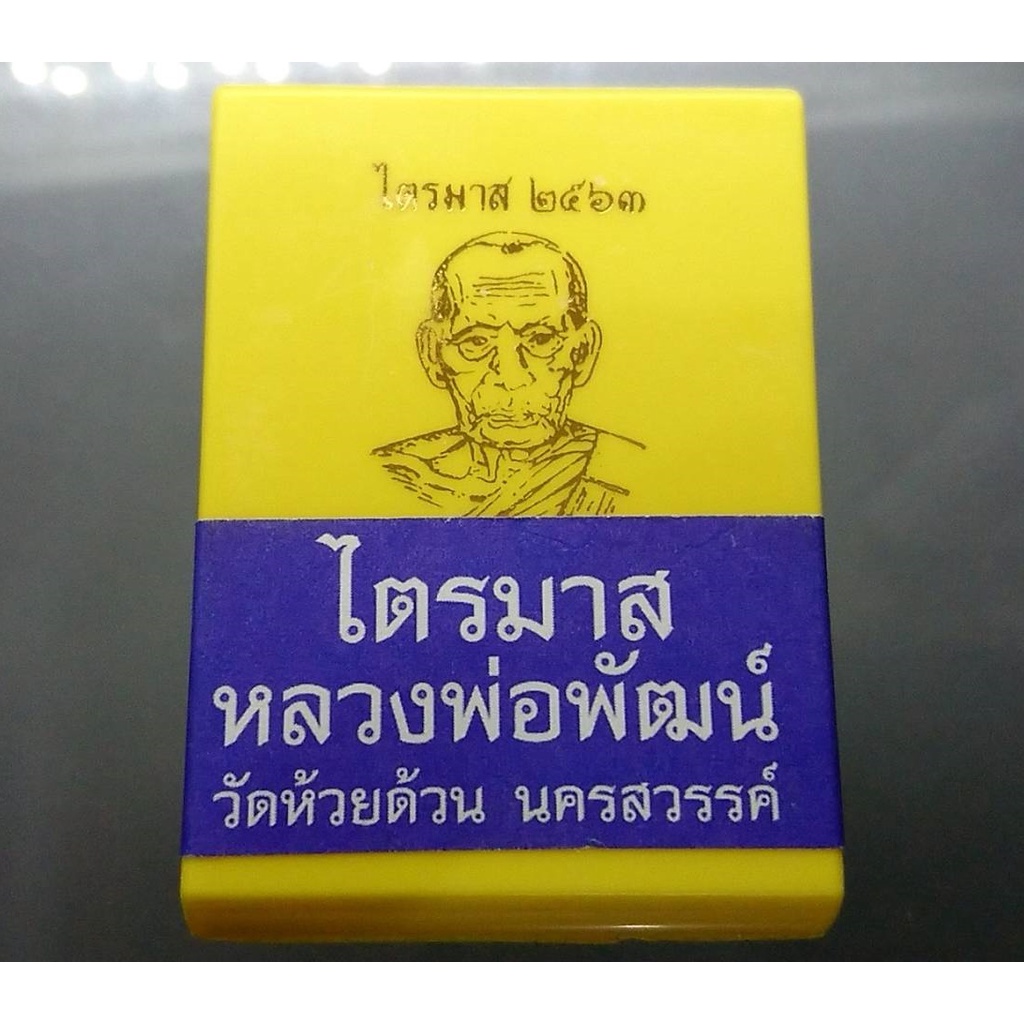 ไตรมาส ๒๕๖๓
ไตรมาส
หลวงพ่อพัฒน์
วัดห้วยด้วน นครสวรรค์